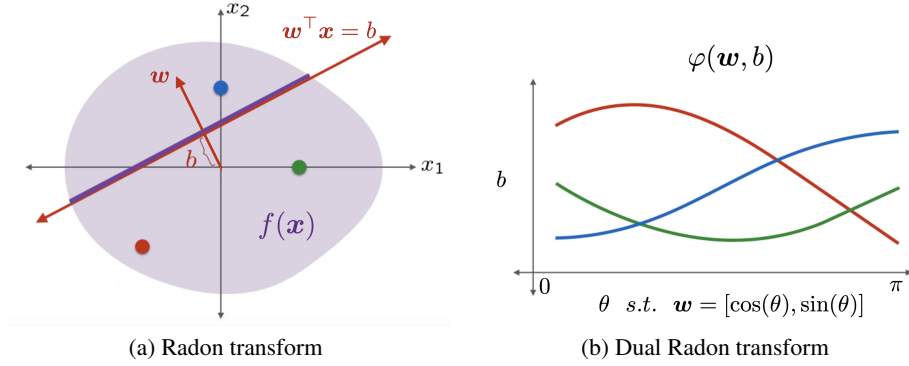 x₂
𝒘⊤𝒙 = b
𝒘
b
x₁
f(𝒙)
(a) Radon transform
φ(𝒘, b)
b
0
π
θ s.t. 𝒘 = [cos(θ), sin(θ)]
(b) Dual Radon transform